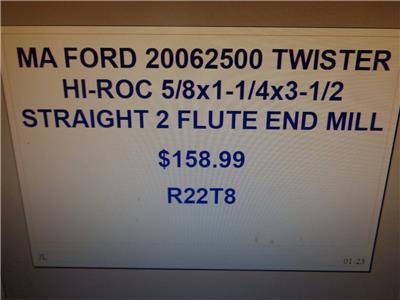 MA FORD 20062500 TWISTER
HI-ROC 5/8x1-1/4x3-1/2
STRAIGHT 2 FLUTE END MILL
$158.99
R22T8
JL 01/23